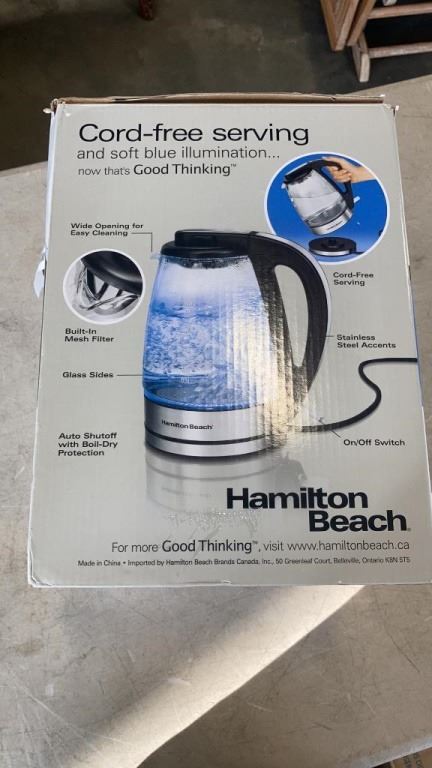 Cord-free serving
and soft blue illumination...
now that's Good Thinking™
Wide Opening for
Easy Cleaning
Cord-Free
Serving
Built-In
Mesh Filter
Stainless
Steel Accents
Glass Sides
Auto Shutoff
with Boil-Dry
Protection
Hamilton Beach®
On/Off Switch
Hamilton
Beach®
For more Good Thinking™, visit www.hamiltonbeach.ca
Made in China • Imported by Hamilton Beach Brands Canada, Inc., 50 Greenleaf Court, Belleville, Ontario K8N 5T5